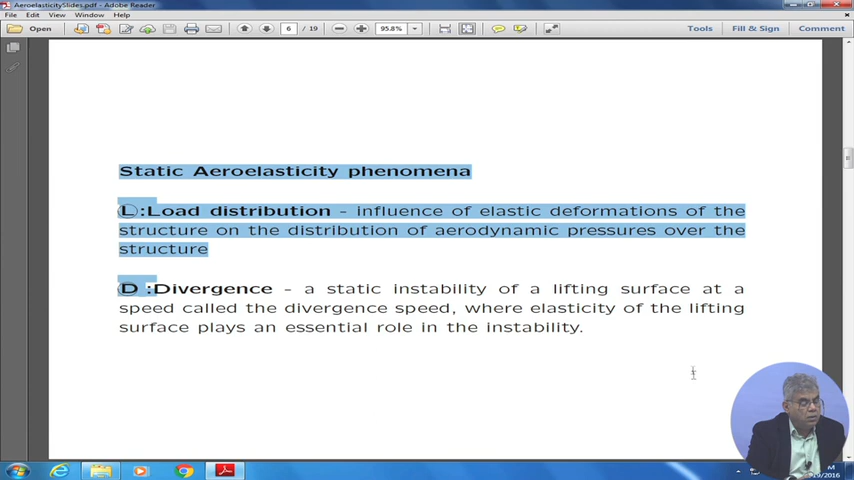 AeroelasticitySlides.pdf - Adobe Reader
File Edit View Window Help
Open 6 / 19 95.8% Tools Fill & Sign Comment
Static Aeroelasticity phenomena
L :Load distribution - influence of elastic deformations of the
structure on the distribution of aerodynamic pressures over the
structure
D :Divergence - a static instability of a lifting surface at a
speed called the divergence speed, where elasticity of the lifting
surface plays an essential role in the instability.